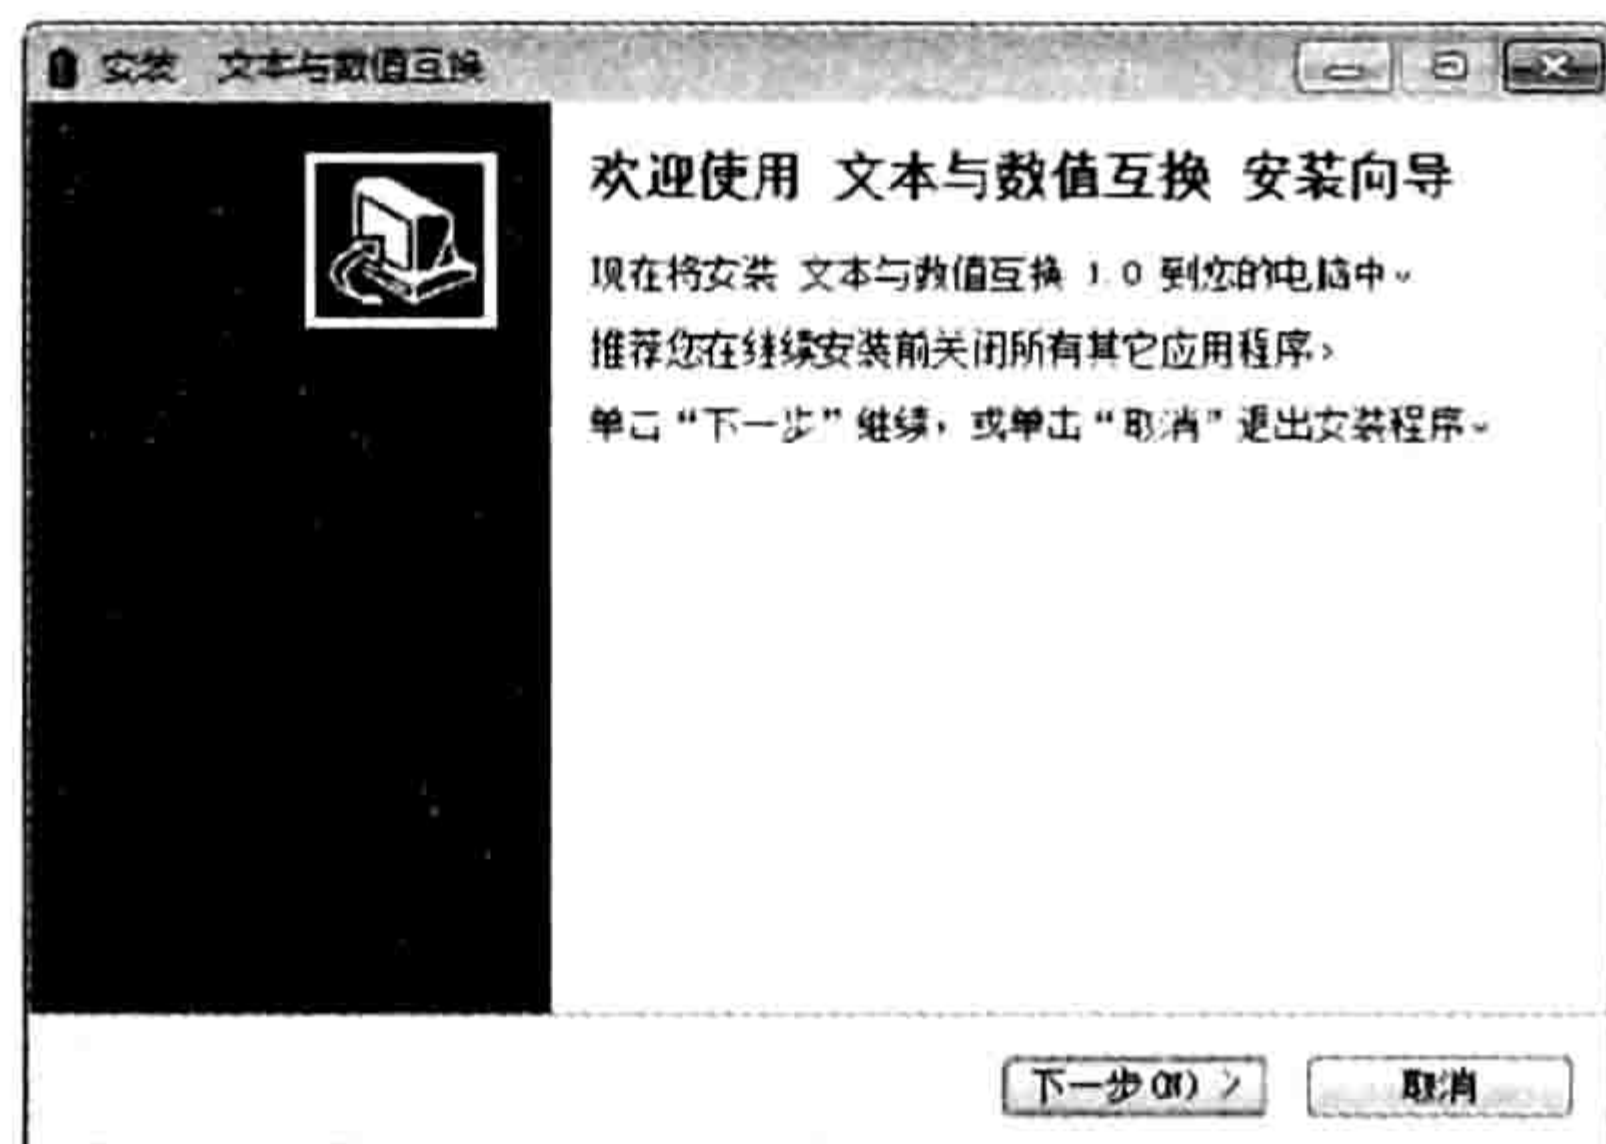 安装 文本与数值互换
欢迎使用 文本与数值互换 安装向导
现在将安装 文本与数值互换 1.0 到您的电脑中。
推荐您在继续安装前关闭所有其它应用程序。
单击“下一步”继续，或单击“取消”退出安装程序。
下一步(N) >
取消